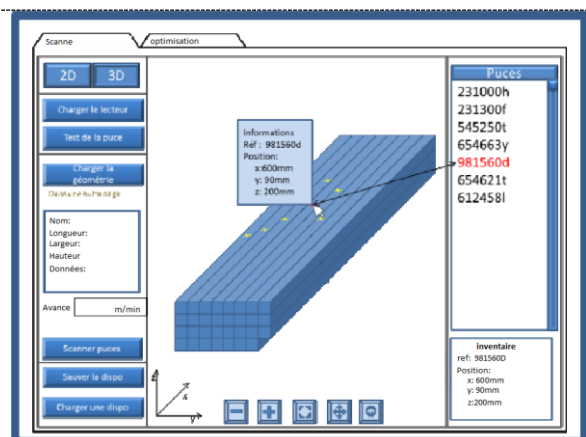 Scanne
optimisation
2D
3D
Charger le lecteur
Test de la puce
Charger la
géométrie
Nom:
Longueur:
Largeur:
Hauteur
Données:
Avance
m/min
Scanner puces
Sauver la dispo
Charger une dispo
Informations
Réf : 981560d
Position:
x:600mm
y: 90mm
z: 200mm
z
y
Puces
231000h
231300f
545250t
654663y
981560d
654621t
612458l
inventaire
ref: 981560D
Position:
x: 600mm
y: 90mm
z:200mm